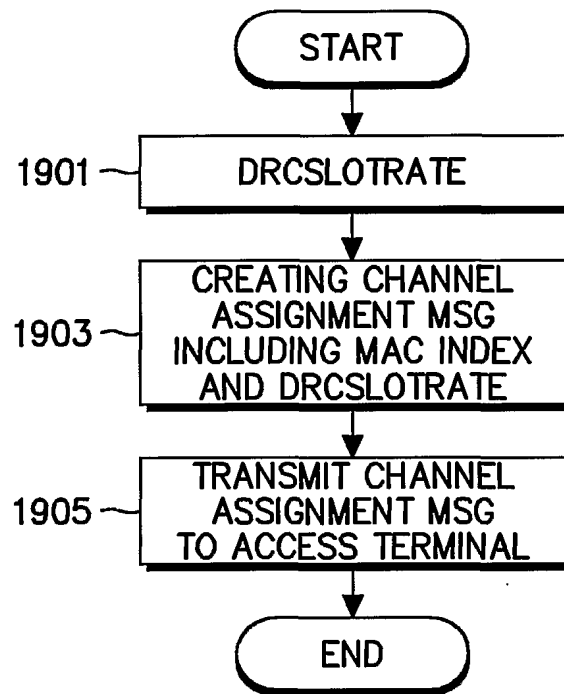 START
1901
DRCSLOTRATE
1903
CREATING CHANNEL
ASSIGNMENT MSG
INCLUDING MAC INDEX
AND DRCSLOTRATE
1905
TRANSMIT CHANNEL
ASSIGNMENT MSG
TO ACCESS TERMINAL
END